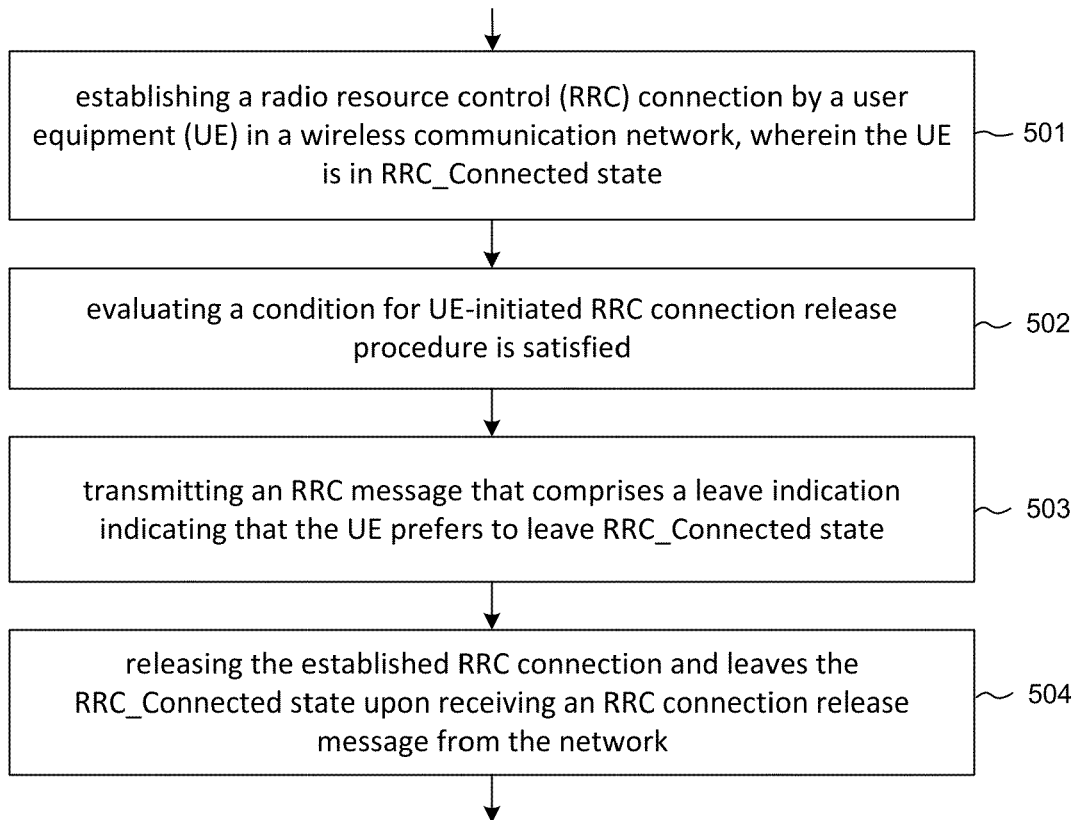 establishing a radio resource control (RRC) connection by a user
equipment (UE) in a wireless communication network, wherein the UE
is in RRC_Connected state
501
evaluating a condition for UE-initiated RRC connection release
procedure is satisfied
502
transmitting an RRC message that comprises a leave indication
indicating that the UE prefers to leave RRC_Connected state
503
releasing the established RRC connection and leaves the
RRC_Connected state upon receiving an RRC connection release
message from the network
504